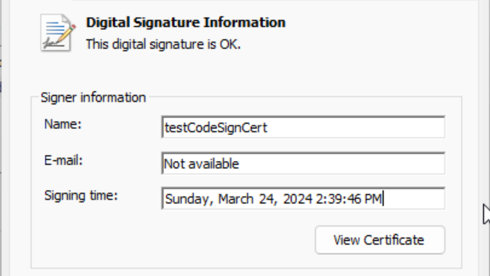 Digital Signature Information
This digital signature is OK.
Signer information
Name: testCodeSignCert
E-mail: Not available
Signing time: Sunday, March 24, 2024 2:39:46 PM
View Certificate